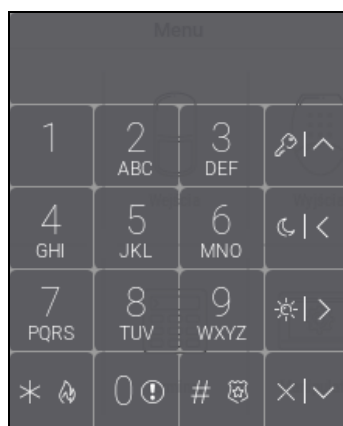 Menu
1 2 3
ABC DEF
4 5 6
GHI JKL MNO
7 8 9
PQRS TUV WXYZ
* 0 #